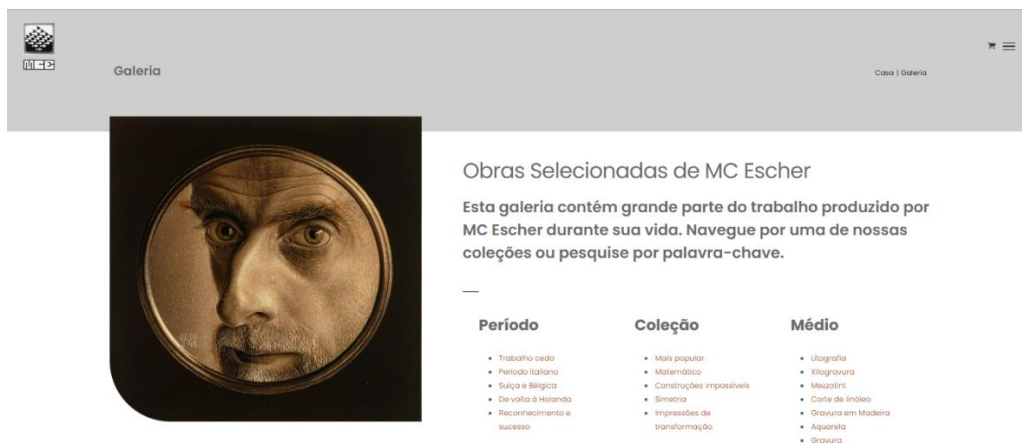 MCE
Galeria
Casa | Galeria
Obras Selecionadas de MC Escher
Esta galeria contém grande parte do trabalho produzido por
MC Escher durante sua vida. Navegue por uma de nossas
coleções ou pesquise por palavra-chave.
Período
Trabalho cedo
Período Italiano
Suíça e Bélgica
De volta à Holanda
Reconhecimento e
sucesso
Coleção
Mais popular
Matemático
Construções impossíveis
Simetria
Impressões de
transformação
Médio
Litografia
Xilogravura
Mezzotint
Corte de linóleo
Gravura em Madeira
Aquarela
Gravura